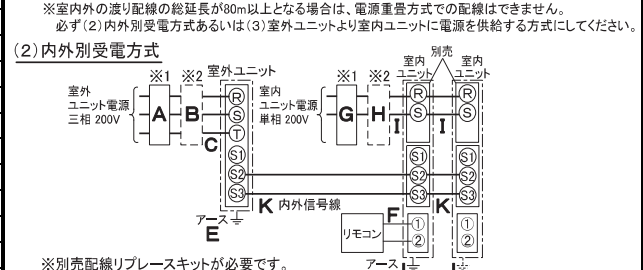 ※室内外の渡り配線の総延長が80m以上となる場合は、電源重畳方式での配線はできません。
必ず(2)内外別受電方式あるいは(3)室外ユニットより室内ユニットに電源を供給する方式にしてください。
(2)内外別受電方式
別売
※1 ※2 室外ユニット ※1 ※2 室内ユニット 室内ユニット
室外
ユニット電源
三相 200V
A B C
R
S
T
S1
S2
S3
室内
ユニット電源
単相 200V
G H I I
R
S
S1
S2
S3
R
S
S1
S2
S3
K 内外信号線 K
アース
E
リモコン
F
①
②
①
②
アース
※別売配線リプレースキットが必要です。